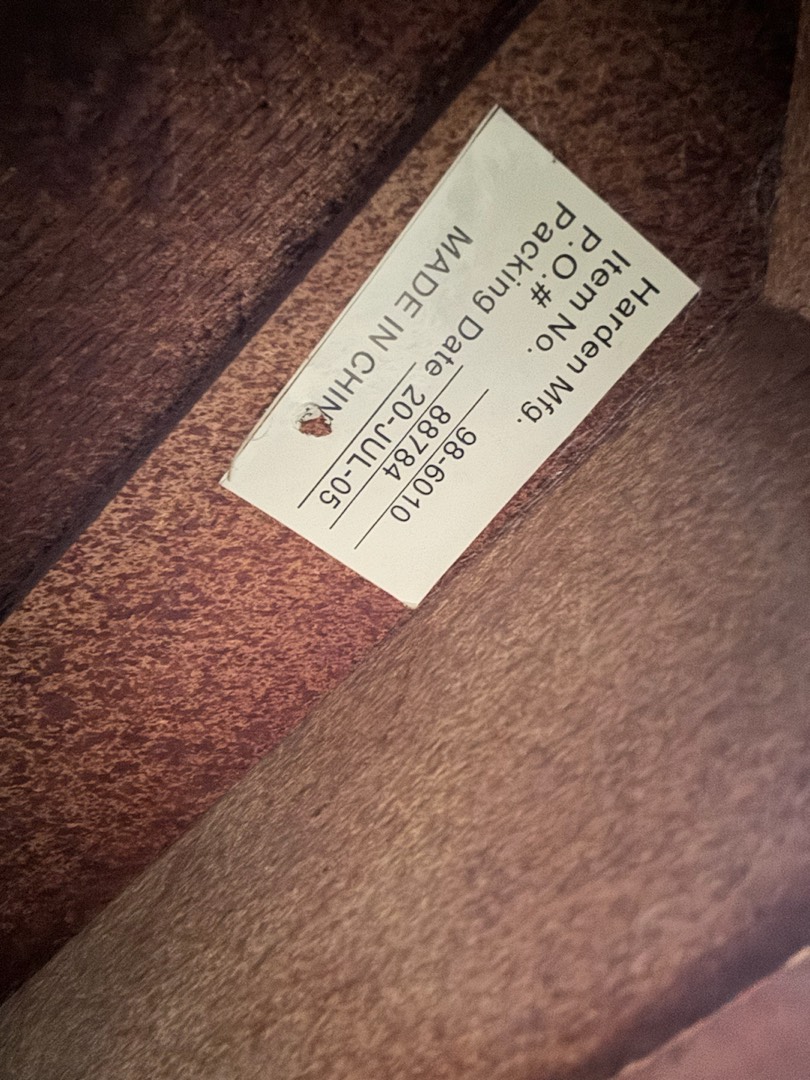 Harden Mfg.
Item No. 98-6010
P.O.# 88784
Packing Date 20-JUL-05
MADE IN CHIN